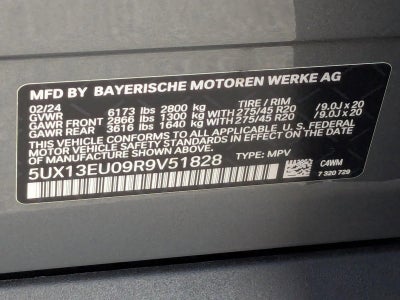 MFD BY BAYERISCHE MOTOREN WERKE AG
02/24 TIRE / RIM
GVWR 6173 lbs 2800 kg
GAWR FRONT 2866 lbs 1300 kg WITH 275/45 R20 / 9.0J x 20
GAWR REAR 3616 lbs 1640 kg WITH 275/45 R20 / 9.0J x 20
THIS VEHICLE CONFORMS TO ALL APPLICABLE U.S. FEDERAL
MOTOR VEHICLE SAFETY STANDARDS IN EFFECT ON THE DATE OF
MANUFACTURE SHOWN ABOVE.
5UX13EU09R9V51828 TYPE: MPV
C4WM
7 320 729